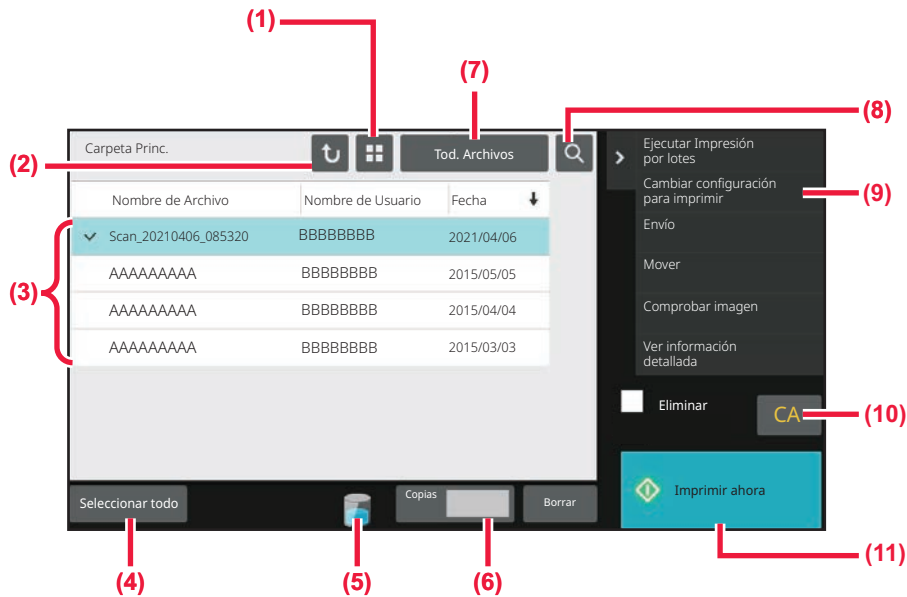 (1)
(7)
(8)
(2)
Carpeta Princ.
Tod. Archivos
Ejecutar Impresión
por lotes
Cambiar configuración
para imprimir
(9)
Nombre de Archivo Nombre de Usuario Fecha
Envío
(3)
Scan_20210406_085320 BBBBBBBB 2021/04/06
AAAAAAAAA BBBBBBBB 2015/05/05
Mover
AAAAAAAAA BBBBBBBB 2015/04/04
Comprobar imagen
AAAAAAAAA BBBBBBBB 2015/03/03
Ver información
detallada
Eliminar
CA
(10)
Seleccionar todo
Copias
Borrar
Imprimir ahora
(11)
(4)
(5)
(6)